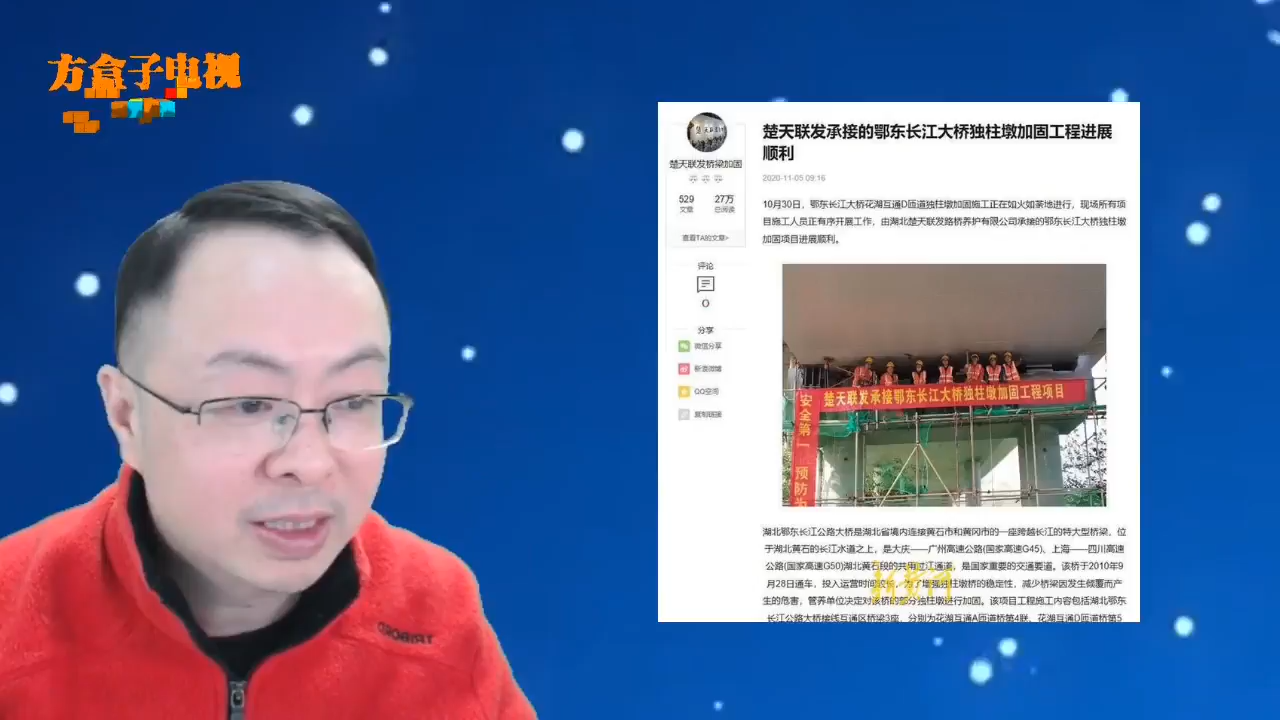 方盒子电视
楚天联发桥梁加固
529
文章
27万
总阅读
查看TA的文章>
评论
0
分享
微信分享
新浪微博
QQ空间
复制链接
楚天联发承接的鄂东长江大桥独柱墩加固工程进展
顺利
2020-11-05 09:16
10月30日，鄂东长江大桥花湖互通D匝道独柱墩加固施工正在如火如荼地进行，现场所有项
目施工人员正有序开展工作，由湖北楚天联发路桥养护有限公司承接的鄂东长江大桥独柱墩
加固项目进展顺利。
楚天联发承接鄂东长江大桥独柱墩加固工程项目
安全第一 预防为
湖北鄂东长江公路大桥是湖北省境内连接黄石市和黄冈市的一座跨越长江的特大型桥梁，位
于湖北黄石的长江水道之上，是大庆——广州高速公路(国家高速G45)、上海——四川高速
公路(国家高速G50)湖北黄石段的共用过江通道，是国家重要的交通要道。该桥于2010年9
月28日通车，投入运营时间较 为了增强独柱墩桥的稳定性，减少桥梁因发生倾覆而产
生的危害，管养单位决定对该桥的部分独柱墩进行加固。该项目工程施工内容包括湖北鄂东
长江公路大桥接线互通区桥梁3座，分别为花湖互通A匝道桥第4联、花湖互通D匝道桥第5
TRIBORD